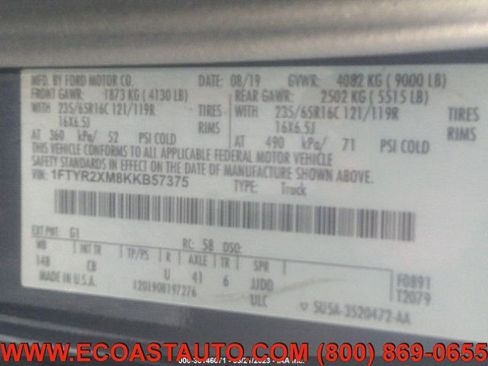 MFD. BY FORD MOTOR CO.
DATE: 08/19 GVWR: 4082 KG ( 9000 LB)
FRONT GAWR: 1873 KG ( 4130 LB) REAR GAWR: 2502 KG ( 5515 LB)
WITH 235/65R16C 121/119R TIRES WITH 235/65R16C 121/119R TIRES
16X6.5J RIMS 16X6.5J RIMS
AT 360 kPa/ 52 PSI COLD AT 490 kPa/ 71 PSI COLD
THIS VEHICLE CONFORMS TO ALL APPLICABLE FEDERAL MOTOR VEHICLE
SAFETY STANDARDS IN EFFECT ON THE DATE OF MANUFACTURE SHOWN ABOVE.
VIN: 1FTYR2XM8KKB57375 TYPE: Truck
EXT PNT: G1 RC: 58 DSO:
WB INT TR TP/PS R AXLE TR SPR
148 CB U 41 6 JJDD F0891
1201908197276 ULC T2079
MADE IN U.S.A. 5U5A-3520472-AA
WWW.ECOASTAUTO.COM (800) 869-0655